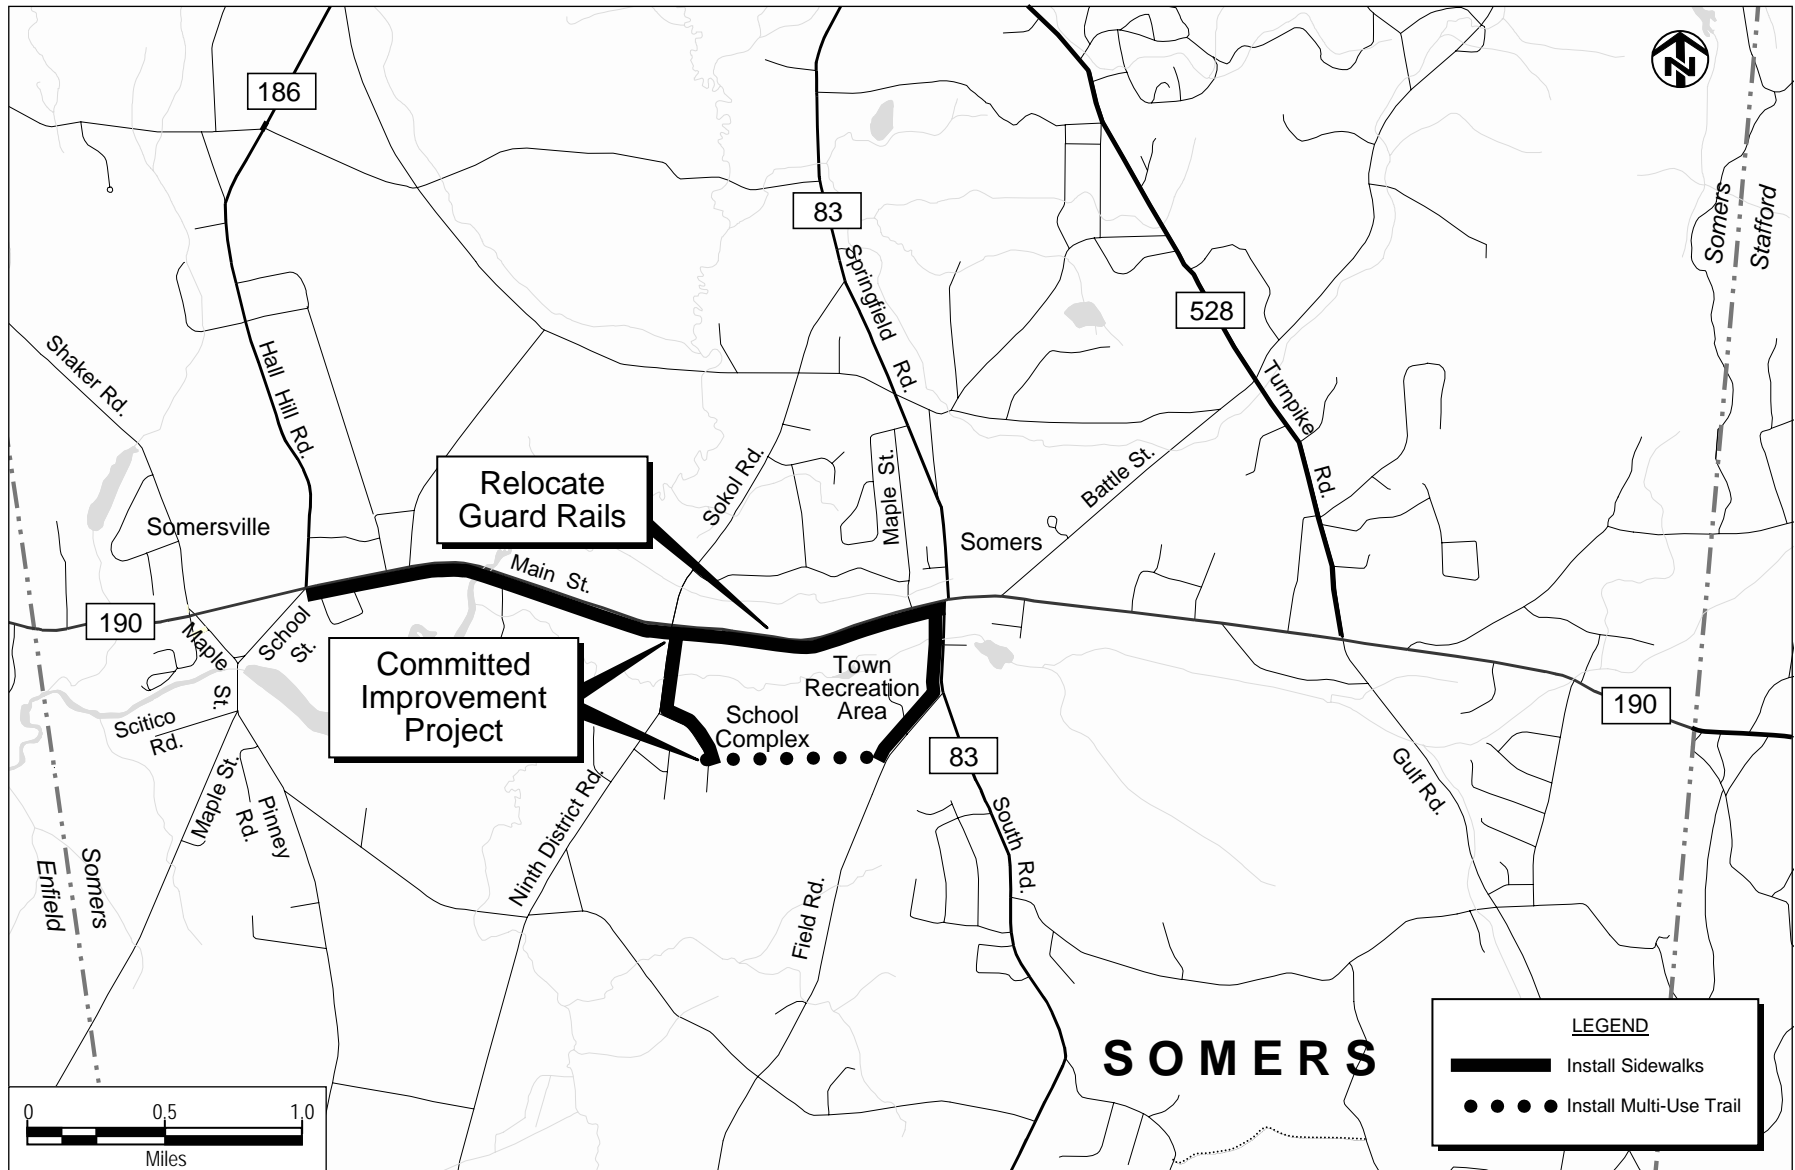 186
N
83
Somers
Stafford
Springfield
Rd.
528
Shaker Rd.
Hall Hill Rd.
Turnpike
Rd.
Relocate
Guard Rails
Sokol Rd.
Maple St.
Battle St.
Somersville
Somers
Main St.
190
Maple
St.
School
St.
Committed
Improvement
Project
Town
Recreation
Area
School
Complex
Scitico
Rd.
190
83
Maple St.
Pinney
Rd.
Ninth District Rd.
South Rd.
Gulf Rd.
Field Rd.
Somers
Enfield
SOMERS
LEGEND
Install Sidewalks
Install Multi-Use Trail
0 0.5 1.0
Miles